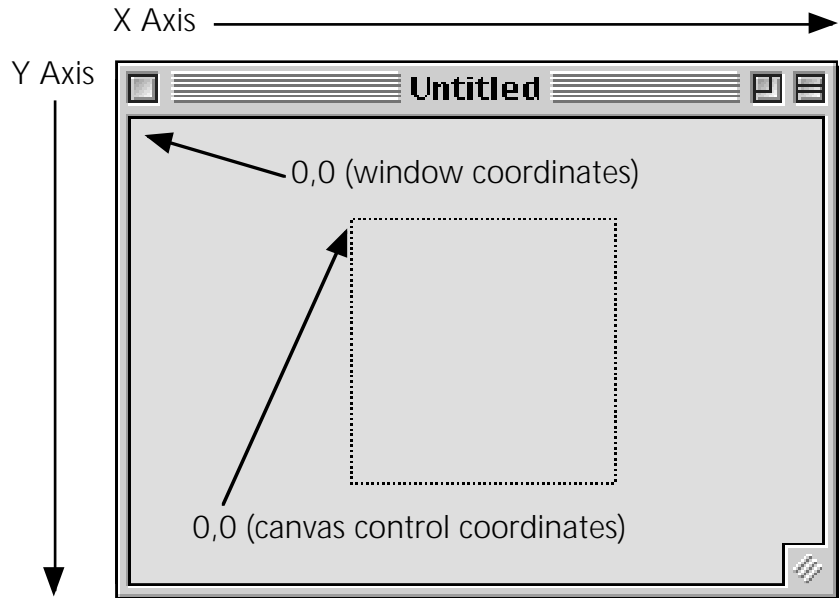 X Axis
Y Axis
Untitled
0,0 (window coordinates)
0,0 (canvas control coordinates)